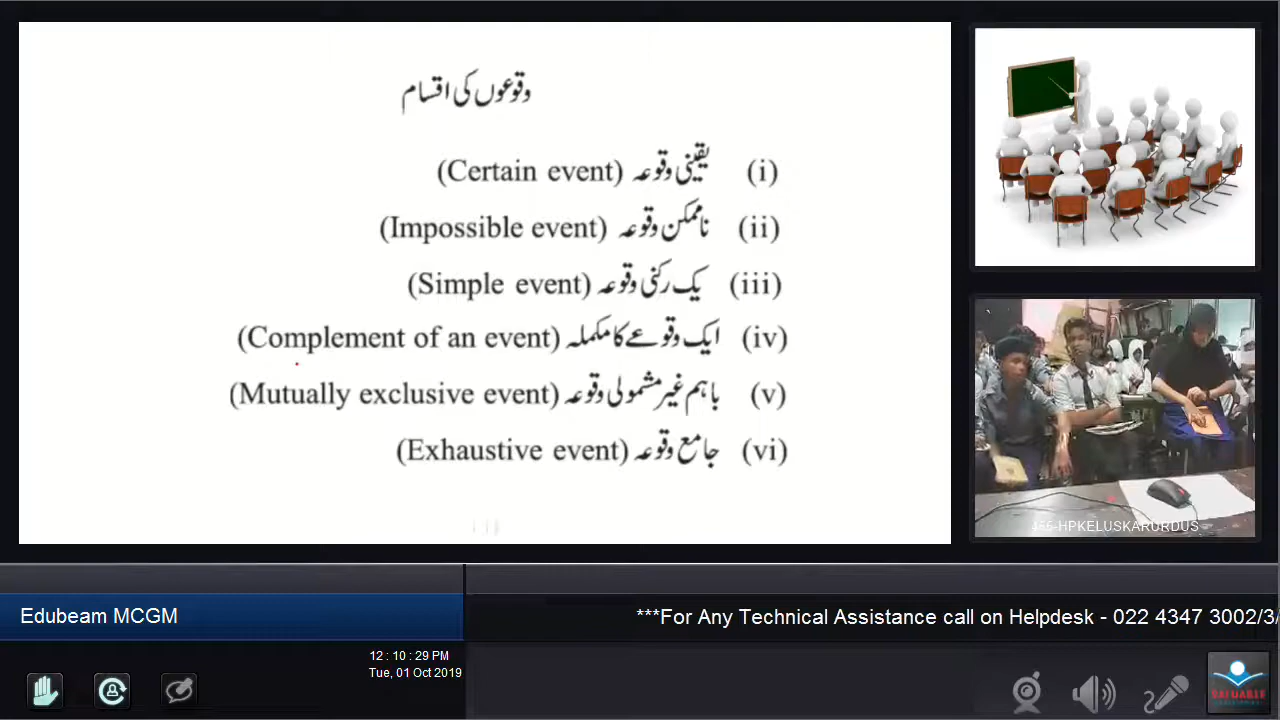 وقوعوں کی اقسام
(i) یقینی وقوعہ (Certain event)
(ii) ناممکن وقوعہ (Impossible event)
(iii) یک رکنی وقوعہ (Simple event)
(iv) ایک وقوعے کا مکملہ (Complement of an event)
(v) باہم غیر مشمولی وقوعہ (Mutually exclusive event)
(vi) جامع وقوعہ (Exhaustive event)
455-HPKELUSKARURDUS
Edubeam MCGM
***For Any Technical Assistance call on Helpdesk - 022 4347 3002/3/
12 : 10 : 29 PM
Tue, 01 Oct 2019
VALUABLE